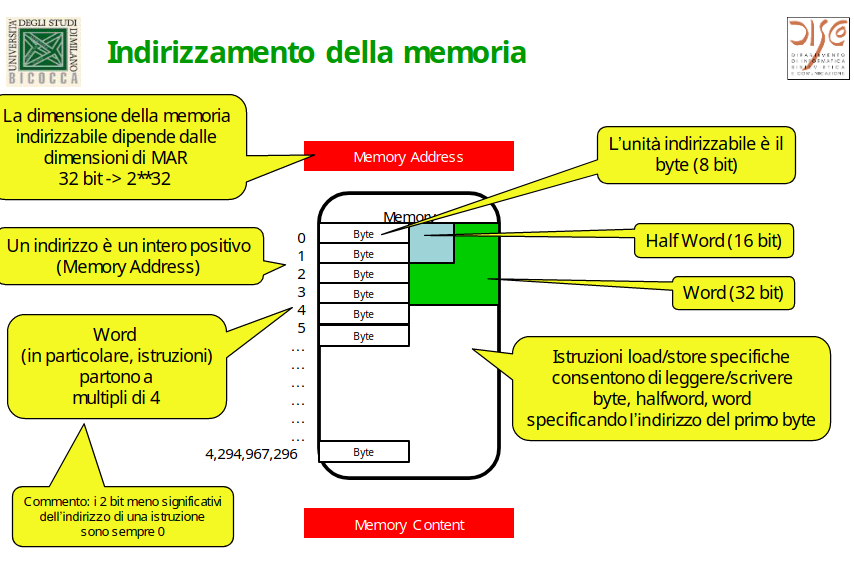 UNIVERSITÀ
DEGLI STUDI
DI MILANO
BICOCCA
Indirizzamento della memoria
DIPARTIMENTO
DI INFORMATICA
SISTEMISTICA
E COMUNICAZIONE
La dimensione della memoria
indirizzabile dipende dalle
dimensioni di MAR
32 bit -> 2**32
Memory Address
L'unità indirizzabile è il
byte (8 bit)
Memory
Un indirizzo è un intero positivo
(Memory Address)
0
Byte
1
Byte
2
Byte
3
Byte
4
Byte
5
Byte
...
...
...
...
...
...
4,294,967,296
Byte
Half Word (16 bit)
Word (32 bit)
Word
(in particolare, istruzioni)
partono a
multipli di 4
Istruzioni load/store specifiche
consentono di leggere/scrivere
byte, halfword, word
specificando l'indirizzo del primo byte
Commento: i 2 bit meno significativi
dell'indirizzo di una istruzione
sono sempre 0
Memory Content